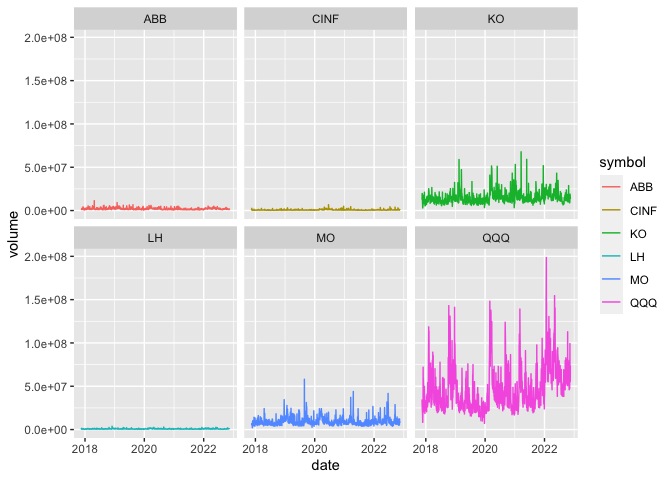 ABB CINF KO
2.0e+08
1.5e+08
1.0e+08
5.0e+07
0.0e+00
LH MO QQQ
2.0e+08
1.5e+08
1.0e+08
5.0e+07
0.0e+00
2018 2020 2022 2018 2020 2022 2018 2020 2022
date
volume
symbol
ABB
CINF
KO
LH
MO
QQQ